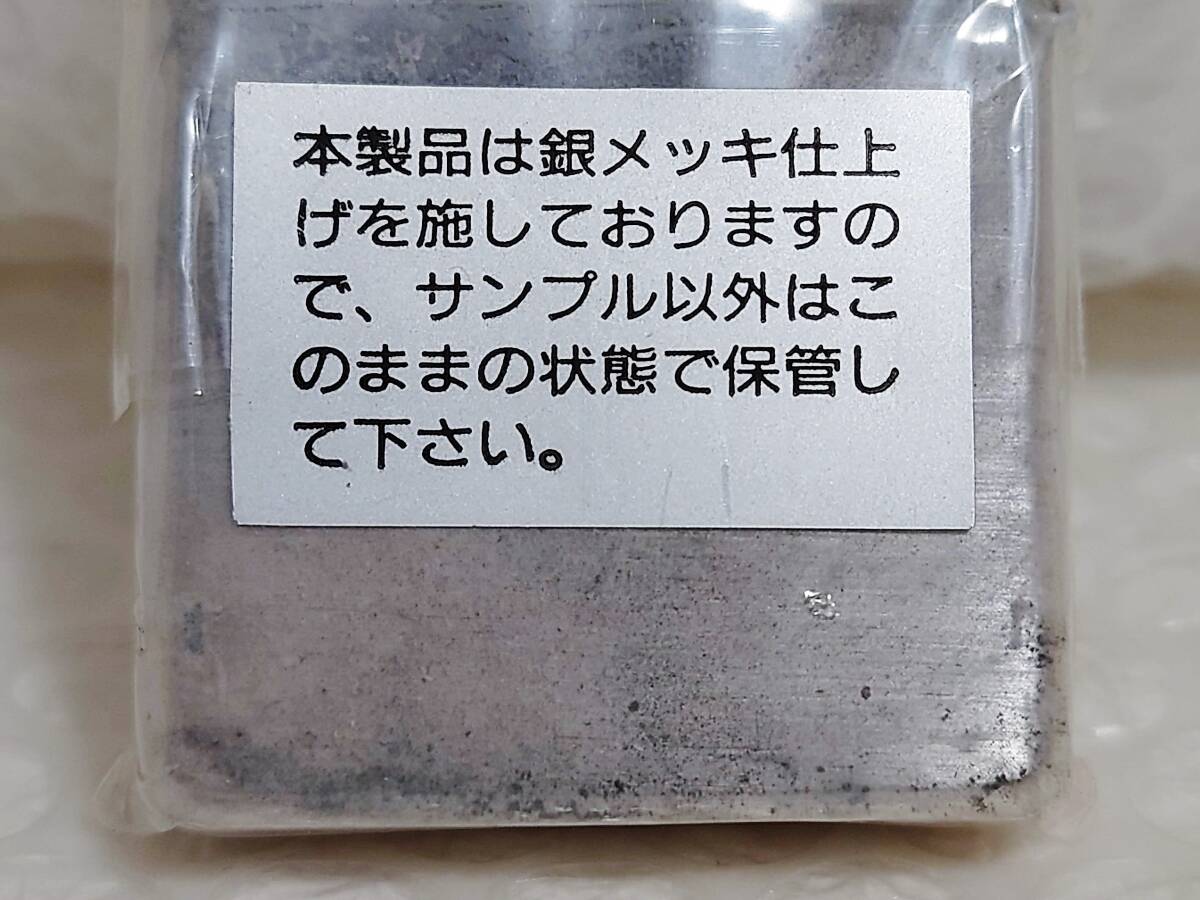 本製品は銀メッキ仕上
げを施しておりますの
で、サンプル以外はこ
のままの状態で保管し
て下さい。